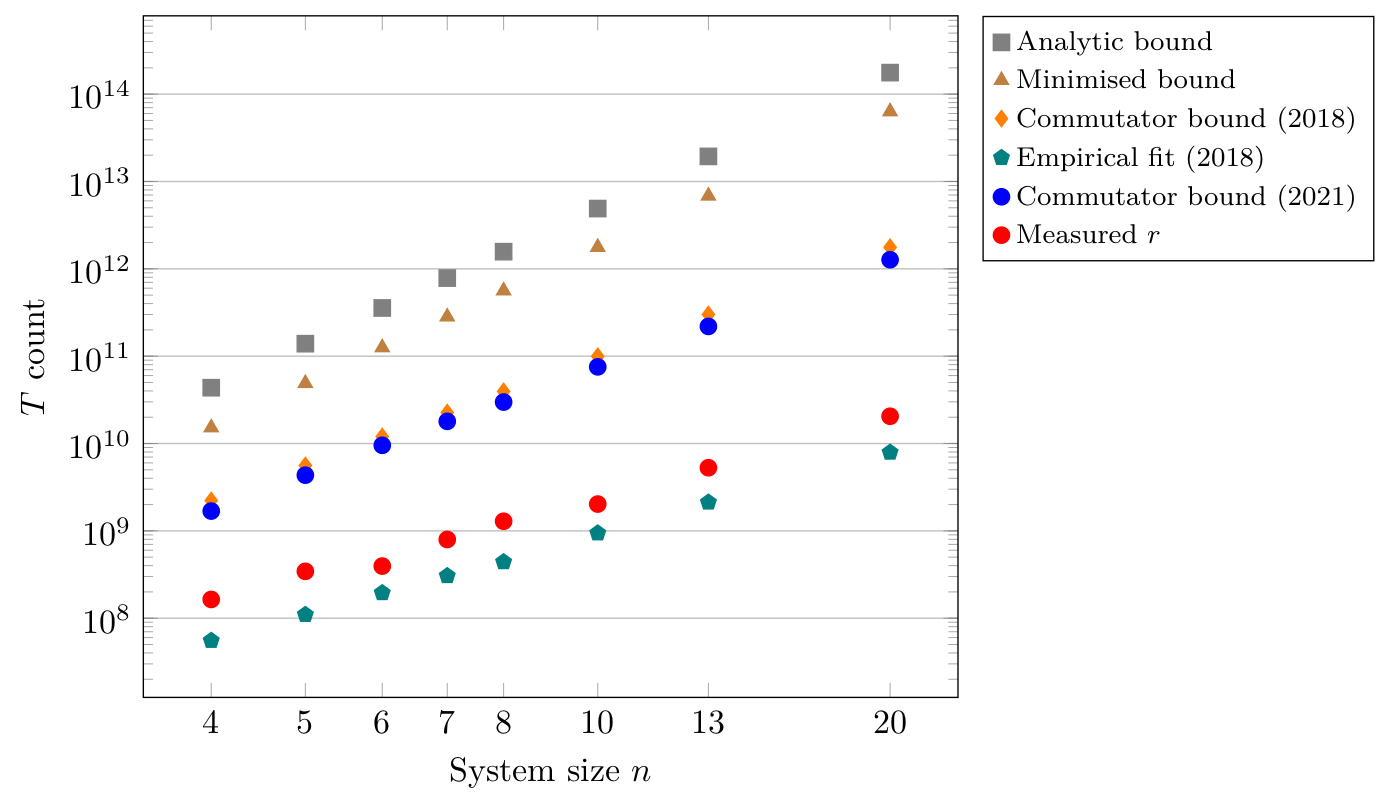 10^14
10^13
10^12
10^11
10^10
10^9
10^8
T count
4 5 6 7 8 10 13 20
System size n
Analytic bound
Minimised bound
Commutator bound (2018)
Empirical fit (2018)
Commutator bound (2021)
Measured r